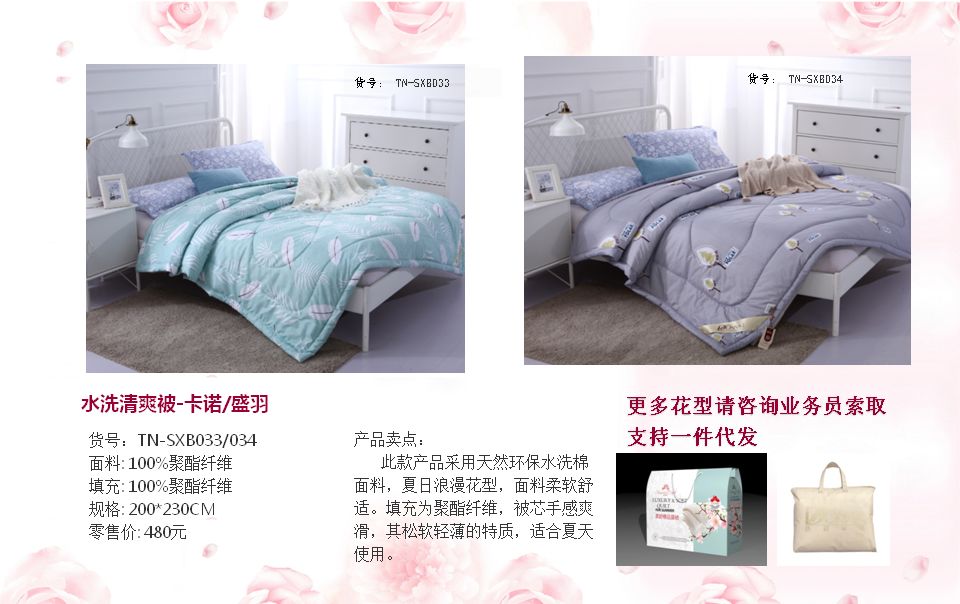 货号: TN-SXB033
货号: TN-SXB034
水洗清爽被-卡诺/盛羽
货号: TN-SXB033/034
面料: 100%聚酯纤维
填充: 100%聚酯纤维
规格: 200*230CM
零售价: 480元
产品卖点:
此款产品采用天然环保水洗棉
面料，夏日浪漫花型，面料柔软舒
适。填充为聚酯纤维，被芯手感爽
滑，其松软轻薄的特质，适合夏天
使用。
更多花型请咨询业务员索取
支持一件代发
QUILT